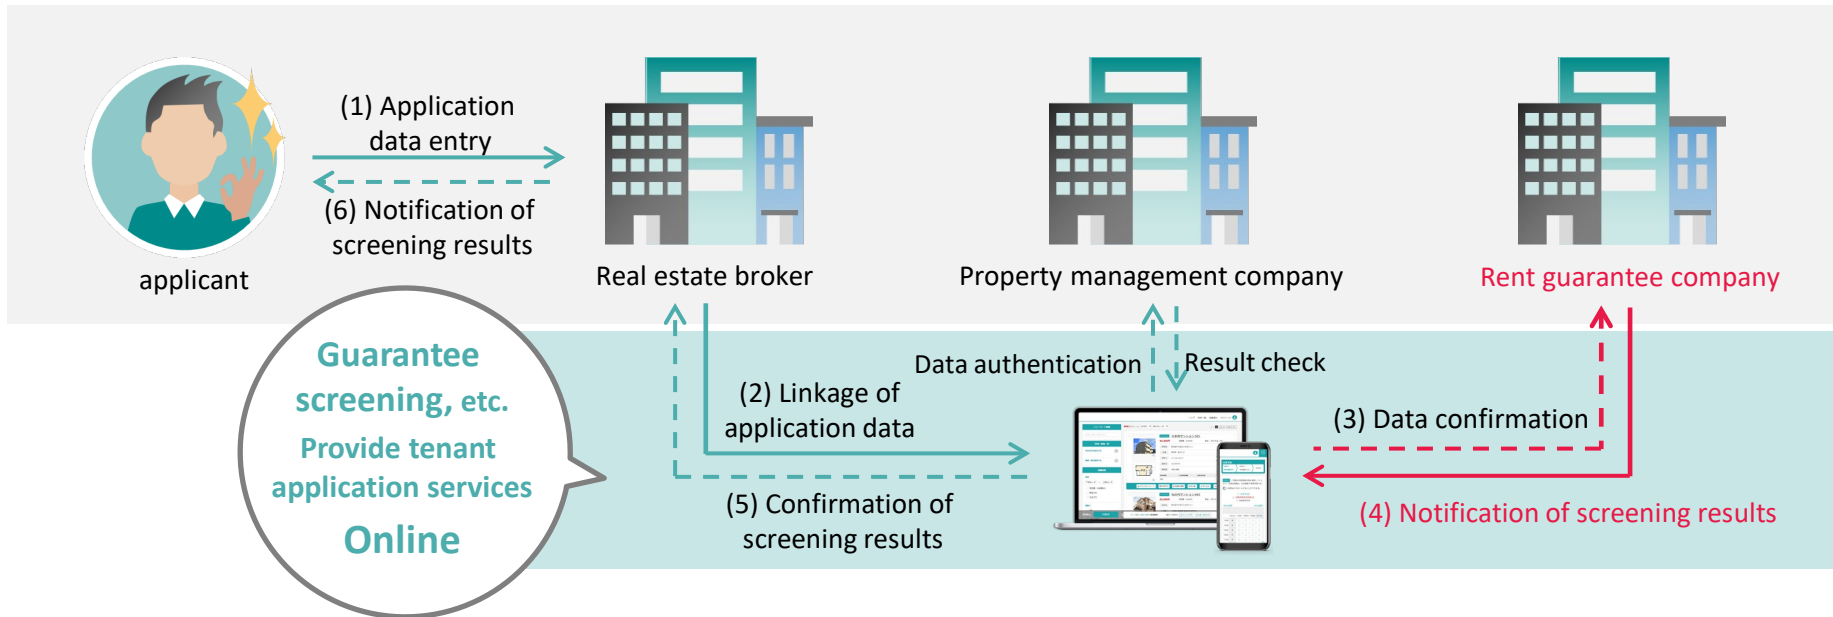 (1) Application
data entry
(6) Notification of
screening results
applicant
Real estate broker
Property management company
Rent guarantee company
Guarantee
screening, etc.
Provide tenant
application services
Online
(2) Linkage of
application data
(5) Confirmation of
screening results
Data authentication
Result check
(3) Data confirmation
(4) Notification of screening results